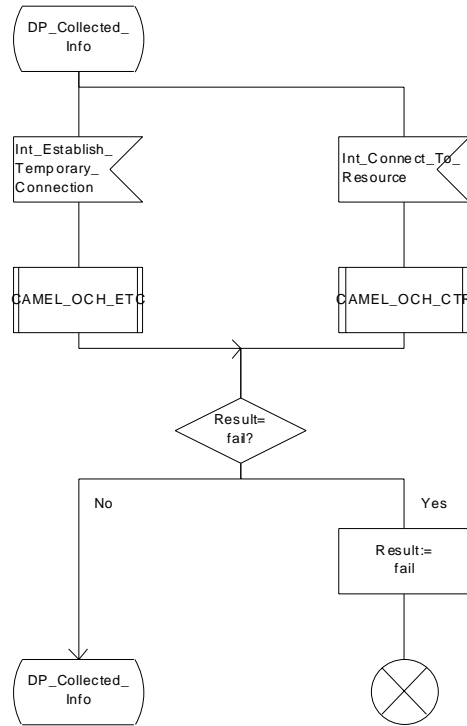 DP_Collected_
Info
Int_Establish_
Temporary_
Connection
Int_Connect_To_
Resource
CAMEL_OCH_ETC
CAMEL_OCH_CTR
Result=
fail?
No
Yes
Result:=
fail
DP_Collected_
Info